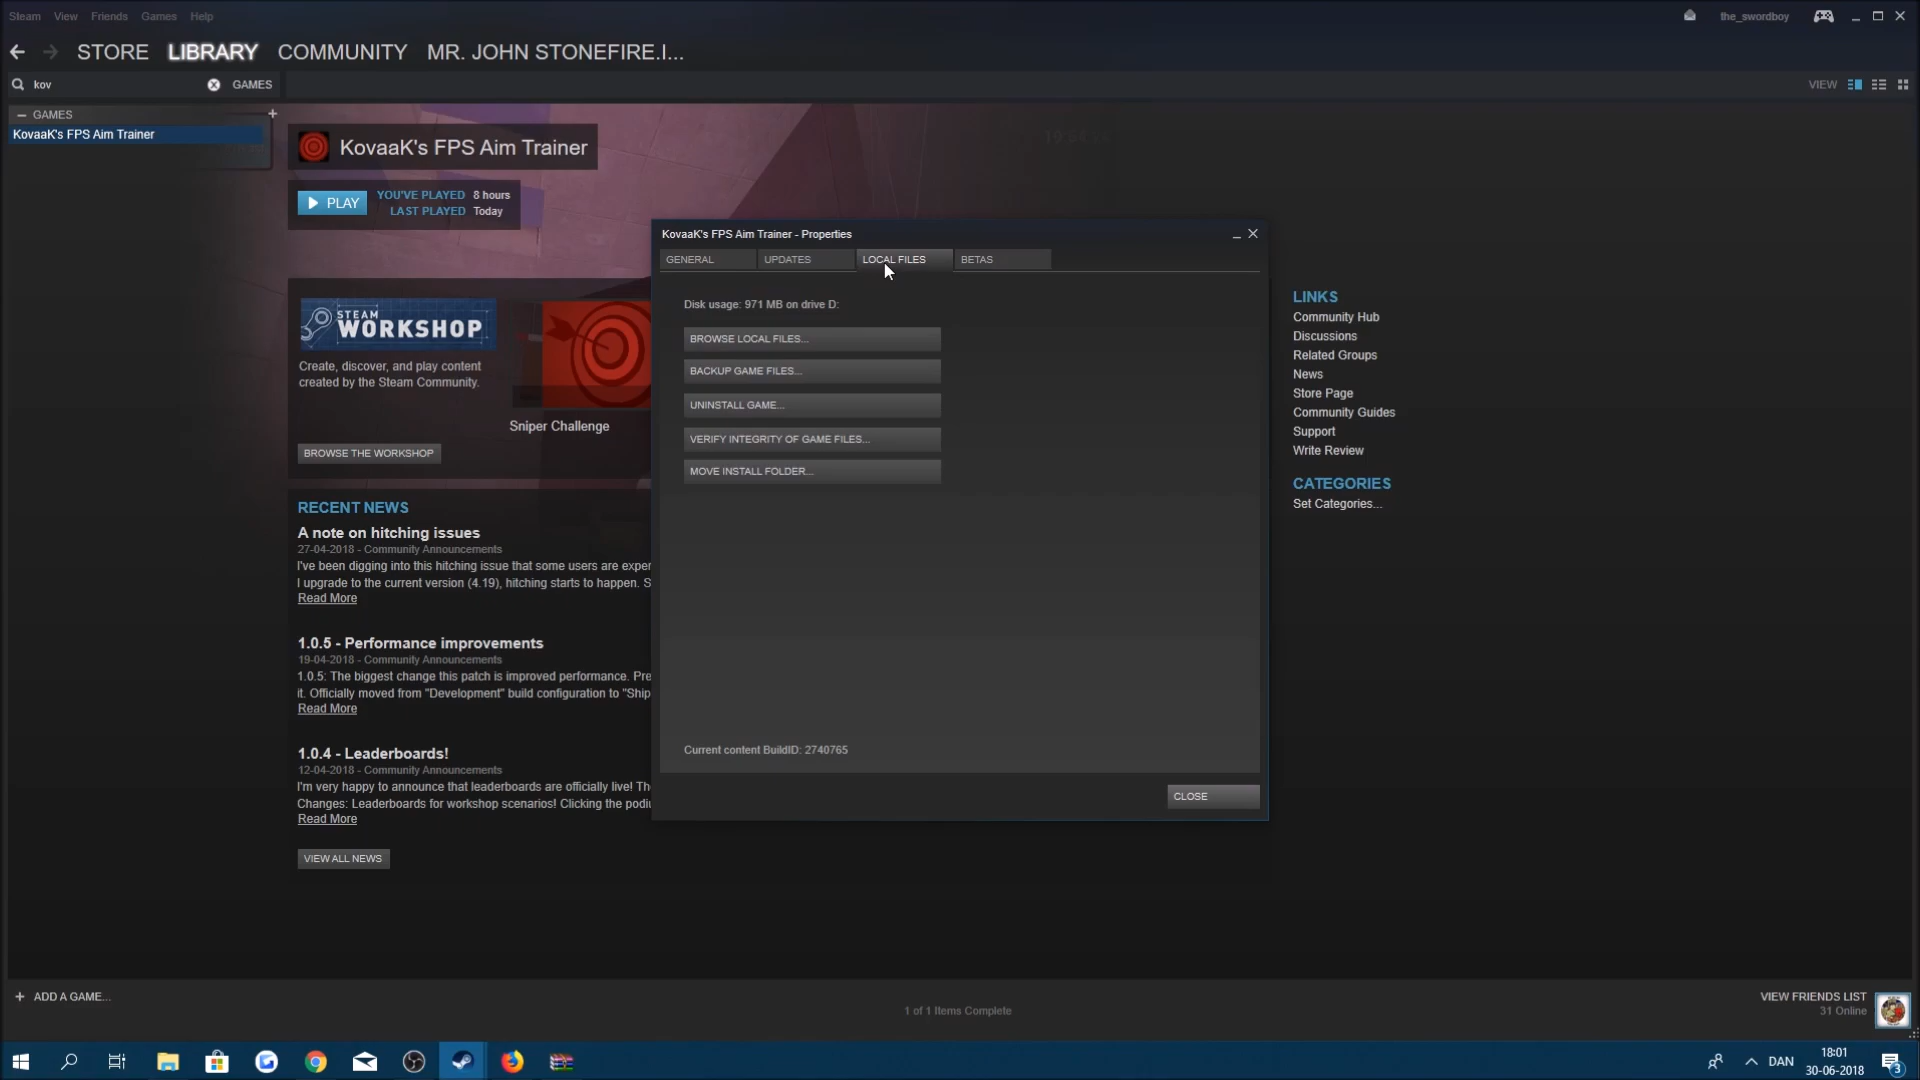 Steam View Friends Games Help
the_swordboy
STORE LIBRARY COMMUNITY MR. JOHN STONEFIRE.I...
kov GAMES
VIEW
GAMES
KovaaK's FPS Aim Trainer
KovaaK's FPS Aim Trainer
PLAY
YOU'VE PLAYED 8 hours
LAST PLAYED Today
KovaaK's FPS Aim Trainer - Properties
GENERAL UPDATES LOCAL FILES BETAS
Disk usage: 971 MB on drive D:
BROWSE LOCAL FILES...
BACKUP GAME FILES...
UNINSTALL GAME...
VERIFY INTEGRITY OF GAME FILES...
MOVE INSTALL FOLDER...
Current content BuildID: 2740765
CLOSE
STEAM
WORKSHOP
Create, discover, and play content
created by the Steam Community.
Sniper Challenge
BROWSE THE WORKSHOP
RECENT NEWS
A note on hitching issues
27-04-2018 - Community Announcements
I've been digging into this hitching issue that some users are exper
I upgrade to the current version (4.19), hitching starts to happen. S
Read More
1.0.5 - Performance improvements
19-04-2018 - Community Announcements
1.0.5: The biggest change this patch is improved performance. Pre
it. Officially moved from "Development" build configuration to "Ship
Read More
1.0.4 - Leaderboards!
12-04-2018 - Community Announcements
I'm very happy to announce that leaderboards are officially live! Th
Changes: Leaderboards for workshop scenarios! Clicking the podiu
Read More
VIEW ALL NEWS
LINKS
Community Hub
Discussions
Related Groups
News
Store Page
Community Guides
Support
Write Review
CATEGORIES
Set Categories...
ADD A GAME...
1 of 1 Items Complete
VIEW FRIENDS LIST
31 Online
DAN
18:01
30-06-2018
3